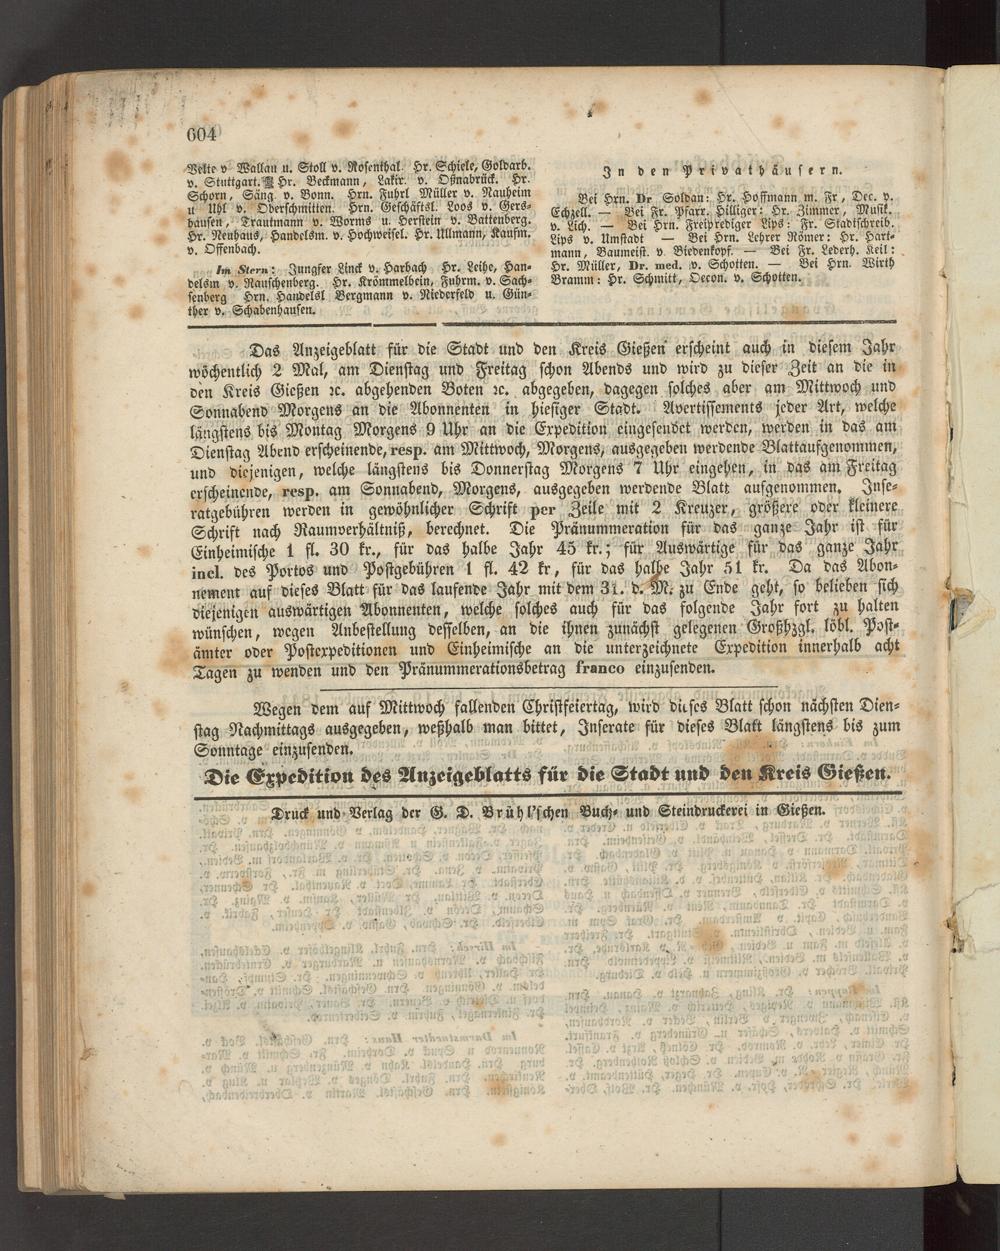 604
Velte v Wallau u. Stoll v. Rosenthal. Hr. Schiele, Goldarb.
v. Stuttgart. Hr. Beckmann, Lakir. v. Oßnabrück. Hr.
Schorn, Säng. v. Bonn. Hrn. Fuhrl Müller v. Nauheim
u Uhl v. Oberschmitten. Hrn. Geschäftsl. Loos v. Gers-
hausen, Trautmann v. Worms u. Herstein v. Battenberg.
Hr. Neuhaus, Handelsm. v. Hochweisel. Hr. Ullmann, Kaufm.
v. Offenbach.
Im Stern: Jungfer Linck v. Harbach Hr. Leihe, Han-
delsm v. Rauschenberg. Hr. Krömmelbein, Fuhrm. v. Sach-
senberg Hrn. Handelsl Bergmann v. Niederfeld u. Gün-
ther v. Schabenhausen.
In den Privathäusern.
Bei Hrn. Dr Soldan: Hr. Hoffmann m. Fr, Dec. v.
Echzell. — Bei Fr. Pfarr. Hilliger: Hr. Zimmer, Musik.
v. Lich. — Bei Hrn. Freiprediger Lips: Fr. Stadtschreib.
Lips v. Umstadt — Bei Hrn. Lehrer Römer: Hr. Hart-
mann, Baumeist. v. Biedenkopf. — Bei Fr. Lederh. Keil:
Hr. Müller, Dr. med. v. Schotten. — Bei Hrn. Wirth
Bramm: Hr. Schmitt, Oecon. v. Schotten.
Das Anzeigeblatt für die Stadt und den Kreis Gießen erscheint auch in diesem Jahr
wöchentlich 2 Mal, am Dienstag und Freitag schon Abends und wird zu dieser Zeit an die in
den Kreis Gießen ꝛc. abgehenden Boten ꝛc. abgegeben, dagegen solches aber am Mittwoch und
Sonnabend Morgens an die Abonnenten in hiesiger Stadt. Avertissements jeder Art, welche
längstens bis Montag Morgens 9 Uhr an die Expedition eingesendet werden, werden in das am
Dienstag Abend erscheinende, resp. am Mittwoch, Morgens, ausgegeben werdende Blatt aufgenommen,
und diejenigen, welche längstens bis Donnerstag Morgens 7 Uhr eingehen, in das am Freitag
erscheinende, resp. am Sonnabend, Morgens, ausgegeben werdende Blatt aufgenommen. Inse-
ratgebühren werden in gewöhnlicher Schrift per Zeile mit 2 Kreuzer, größere oder kleinere
Schrift nach Raumverhältniß, berechnet. Die Pränummeration für das ganze Jahr ist für
Einheimische 1 fl. 30 kr., für das halbe Jahr 45 kr.; für Auswärtige für das ganze Jahr
incl. des Portos und Postgebühren 1 fl. 42 kr, für das halbe Jahr 51 kr. Da das Abon-
nement auf dieses Blatt für das laufende Jahr mit dem 31. d. M. zu Ende geht, so belieben sich
diejenigen auswärtigen Abonnenten, welche solches auch für das folgende Jahr fort zu halten
wünschen, wegen Anbestellung desselben, an die ihnen zunächst gelegenen Großhzgl. löbl. Post-
ämter oder Postexpeditionen und Einheimische an die unterzeichnete Expedition innerhalb acht
Tagen zu wenden und den Pränummerationsbetrag franco einzusenden.
Wegen dem auf Mittwoch fallenden Christfeiertag, wird dieses Blatt schon nächsten Dien-
stag Nachmittags ausgegeben, weßhalb man bittet, Inserate für dieses Blatt längstens bis zum
Sonntage einzusenden.
Die Expedition des Anzeigeblatts für die Stadt und den Kreis Gießen.
Druck und Verlag der G. D. Brühl'schen Buch- und Steindruckerei in Gießen.